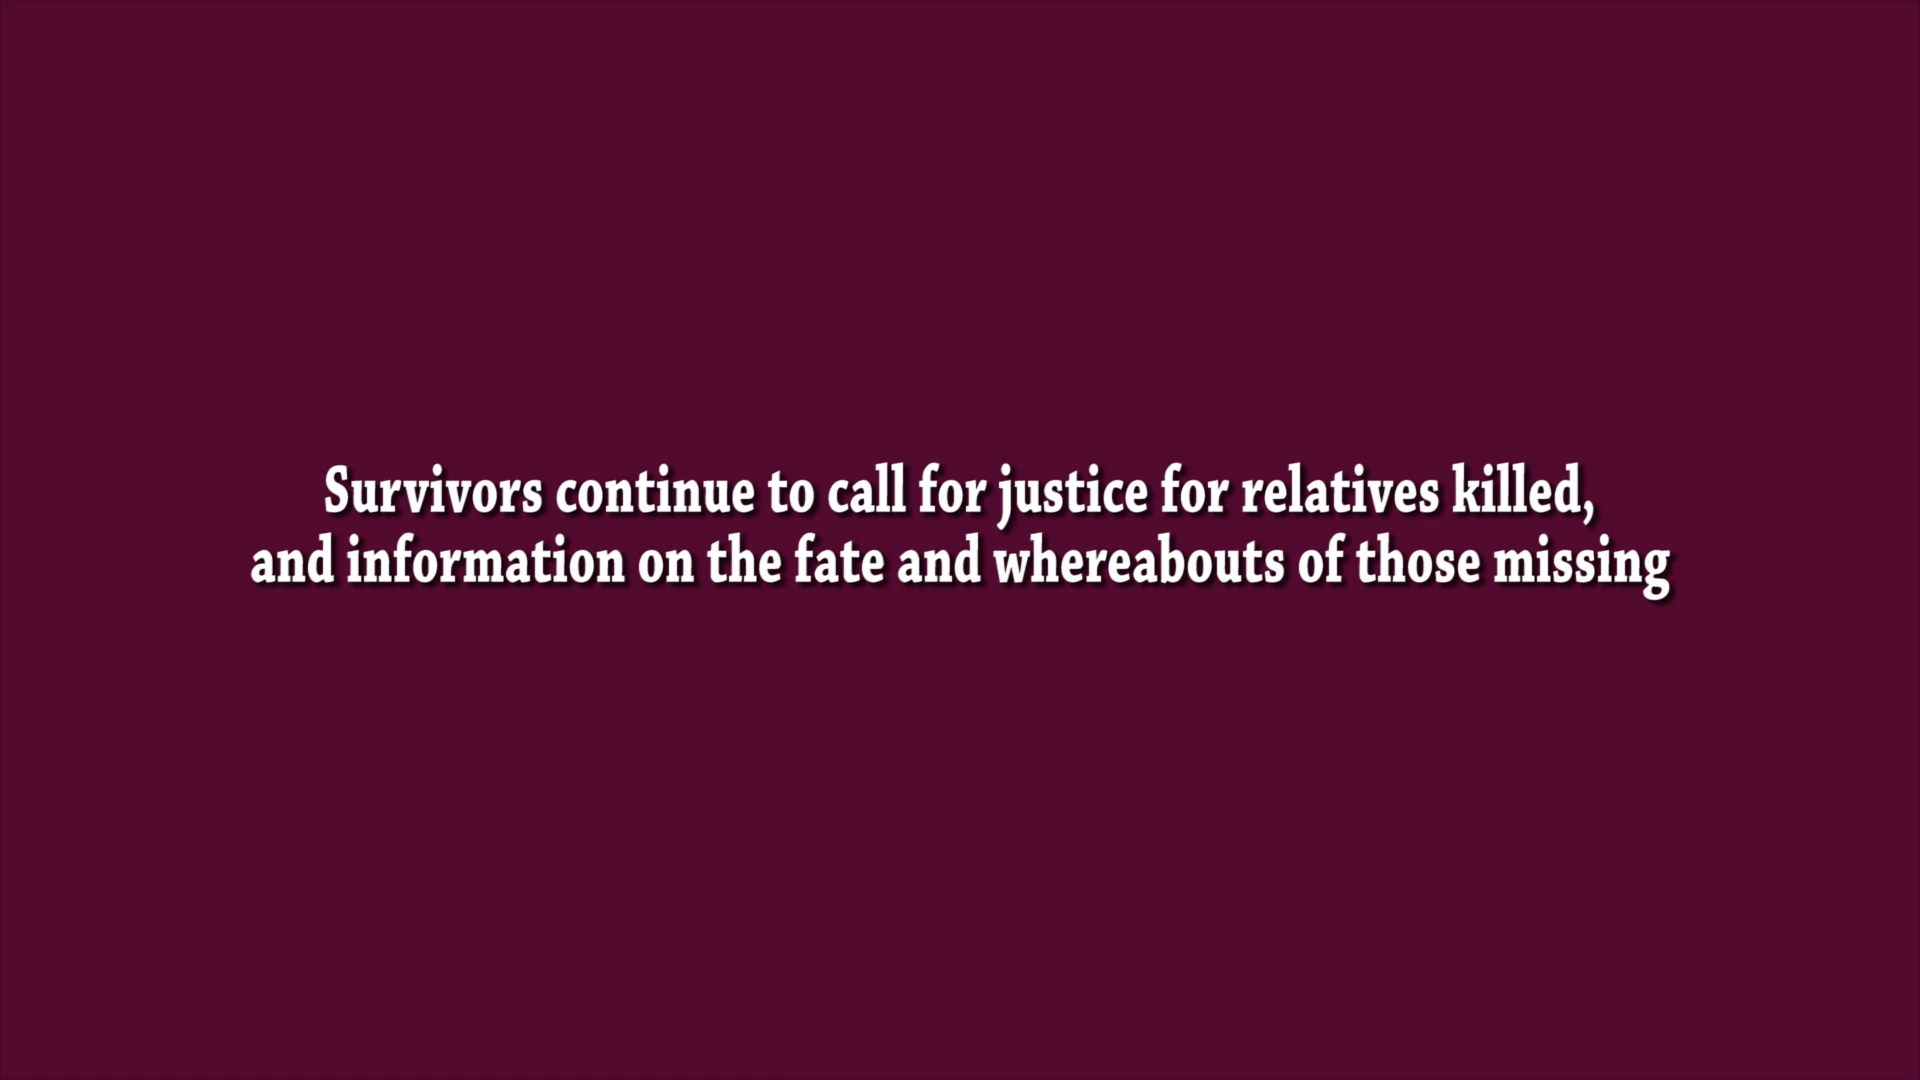 Survivors continue to call for justice for relatives killed,
and information on the fate and whereabouts of those missing